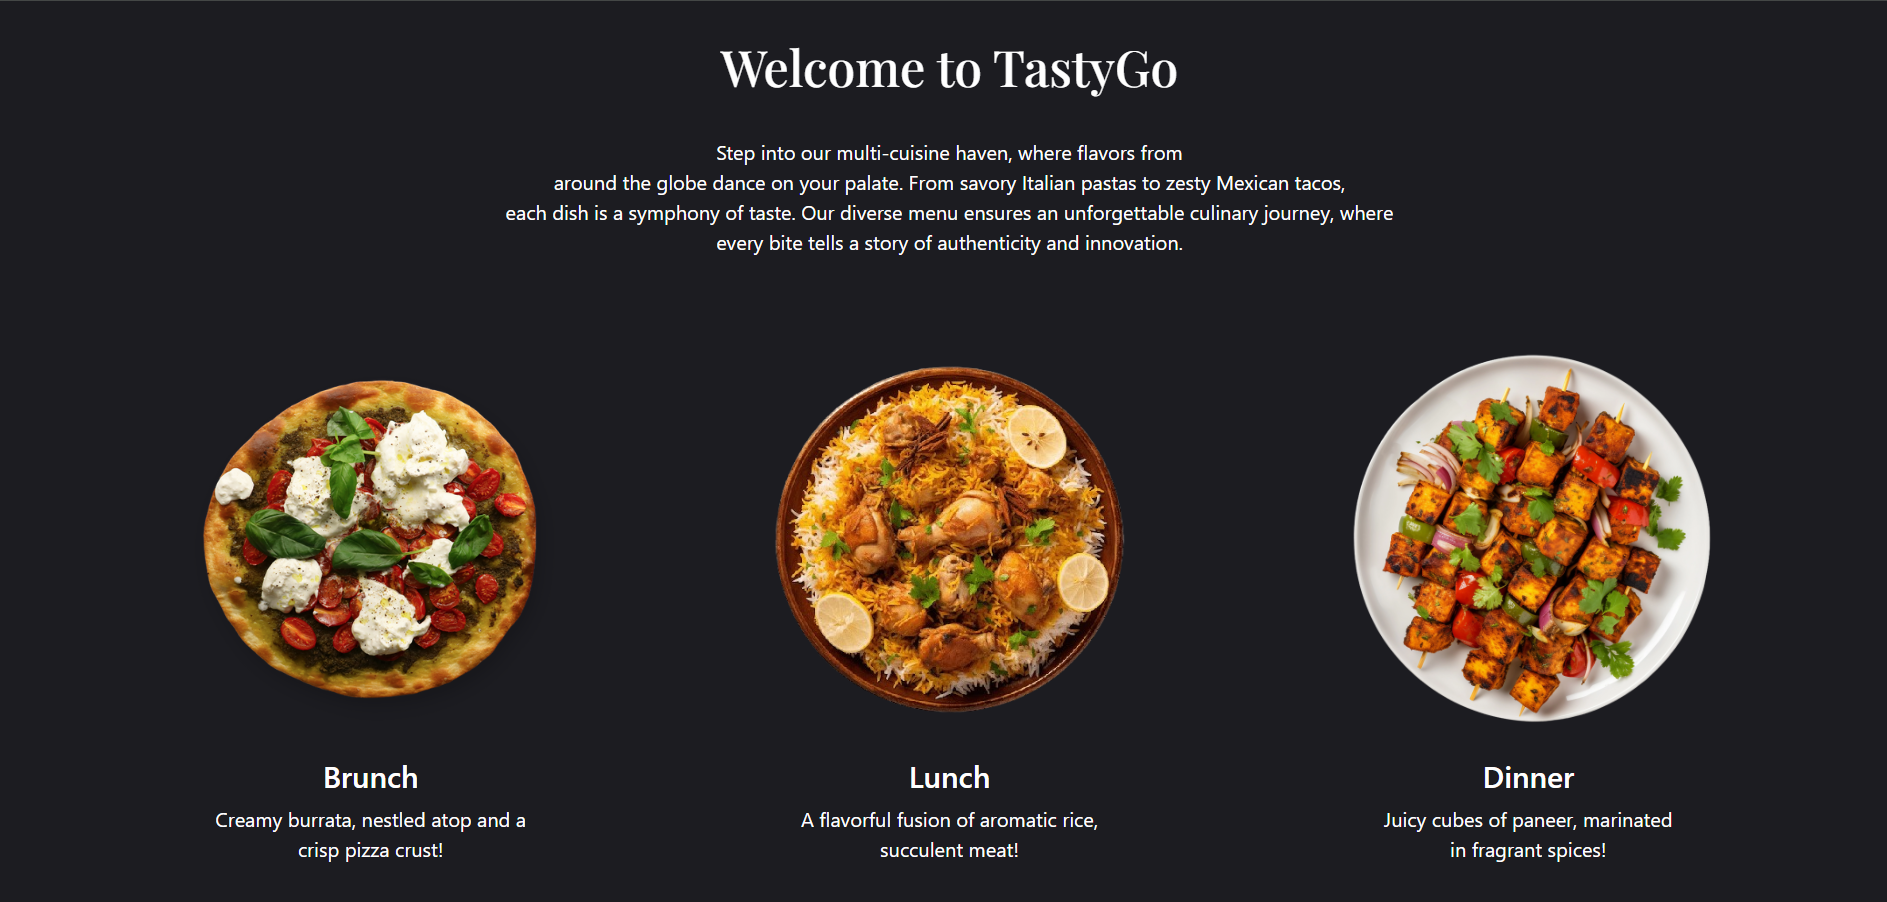 Welcome to TastyGo
Step into our multi-cuisine haven, where flavors from
around the globe dance on your palate. From savory Italian pastas to zesty Mexican tacos,
each dish is a symphony of taste. Our diverse menu ensures an unforgettable culinary journey, where
every bite tells a story of authenticity and innovation.
Brunch
Creamy burrata, nestled atop and a
crisp pizza crust!
Lunch
A flavorful fusion of aromatic rice,
succulent meat!
Dinner
Juicy cubes of paneer, marinated
in fragrant spices!